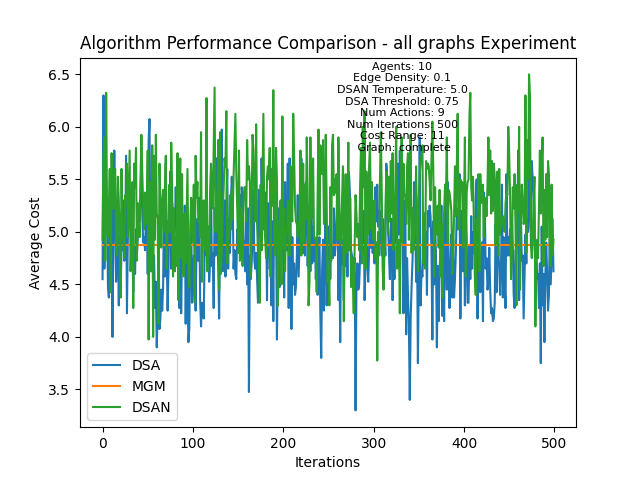 Algorithm Performance Comparison - all graphs Experiment
Agents: 10
Edge Density: 0.1
DSAN Temperature: 5.0
DSA Threshold: 0.75
Num Actions: 9
Num Iterations: 500
Cost Range: 11
Graph: complete
Average Cost
6.5
6.0
5.5
5.0
4.5
4.0
3.5
DSA
MGM
DSAN
0
100
200
300
400
500
Iterations